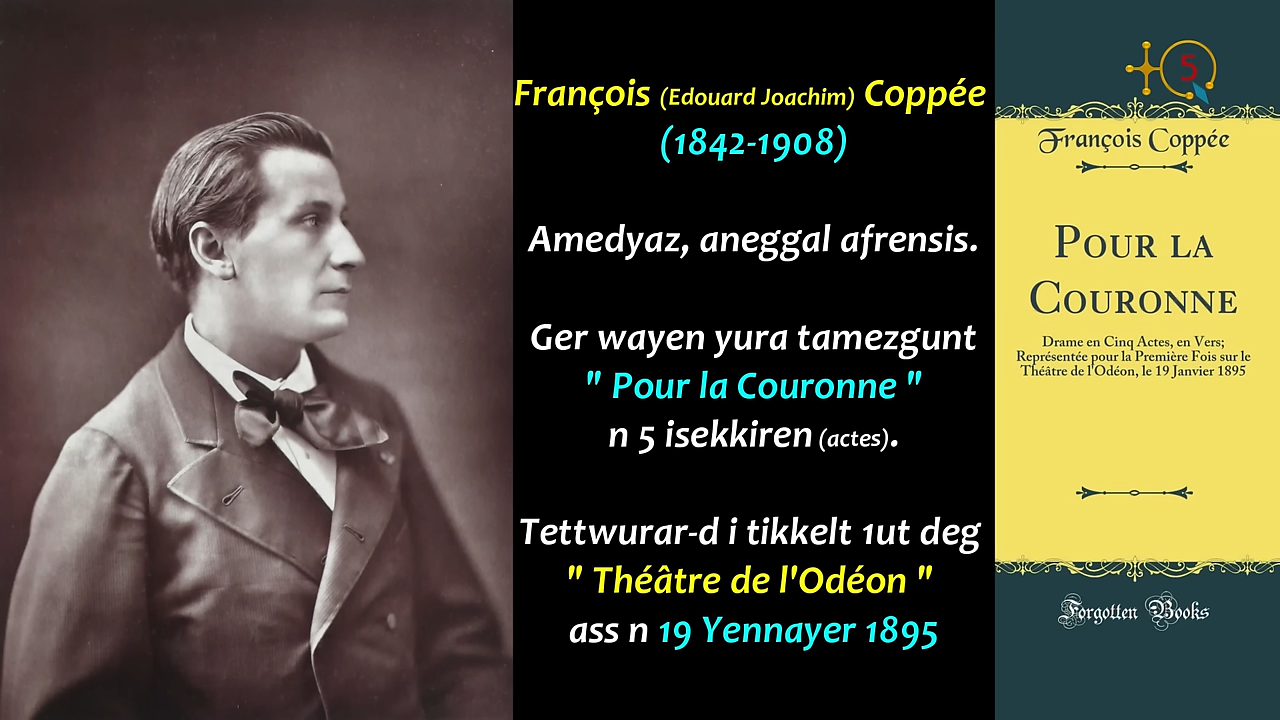 François (Edouard Joachim) Coppée
(1842-1908)
Amedyaz, aneggal afrensis.
Ger wayen yura tamezgunt
" Pour la Couronne "
n 5 isekkiren (actes).
Tettwurar-d i tikkelt 1ut deg
" Théâtre de l'Odéon "
ass n 19 Yennayer 1895
5
François Coppée
Pour la
Couronne
Drame en Cinq Actes, en Vers;
Représentée pour la Première Fois sur le
Théâtre de l'Odéon, le 19 Janvier 1895
Forgotten Books